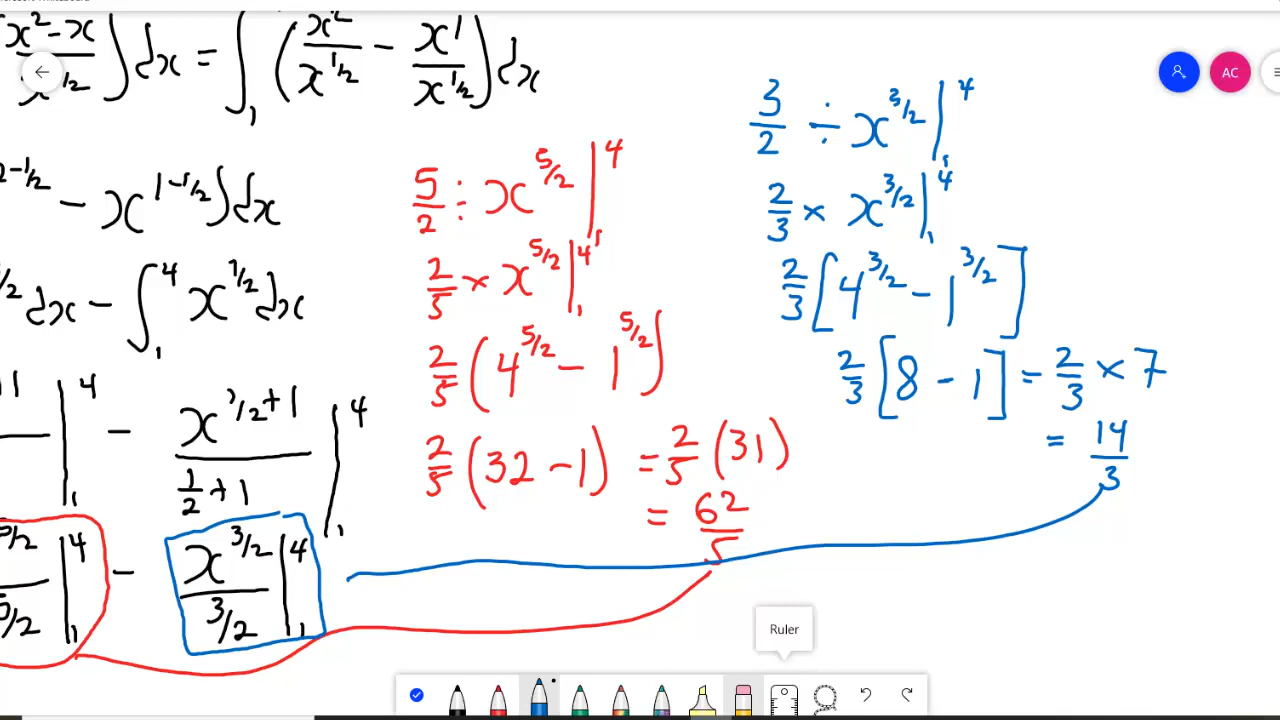 x²-x / x^1/2 ) dx = ∫₁ ( x² / x^1/2 - x¹ / x^1/2 ) dx
AC
2-1/2 - x^1-1/2 ) dx
/2 dx - ∫₁⁴ x^1/2 dx
+1 |₁⁴ - x^1/2+1 / 1/2+1 |₁⁴
5/2 / 5/2 |₁⁴ - x^3/2 / 3/2 |₁⁴
5/2 ÷ x^5/2 |₁⁴
2/5 × x^5/2 |₁⁴
2/5 ( 4^5/2 - 1^5/2 )
2/5 ( 32 - 1 ) = 2/5 (31)
= 62/5
3/2 ÷ x^3/2 |₁⁴
2/3 × x^3/2 |₁⁴
2/3 [ 4^3/2 - 1^3/2 ]
2/3 [ 8 - 1 ] = 2/3 × 7
= 14/3
Ruler